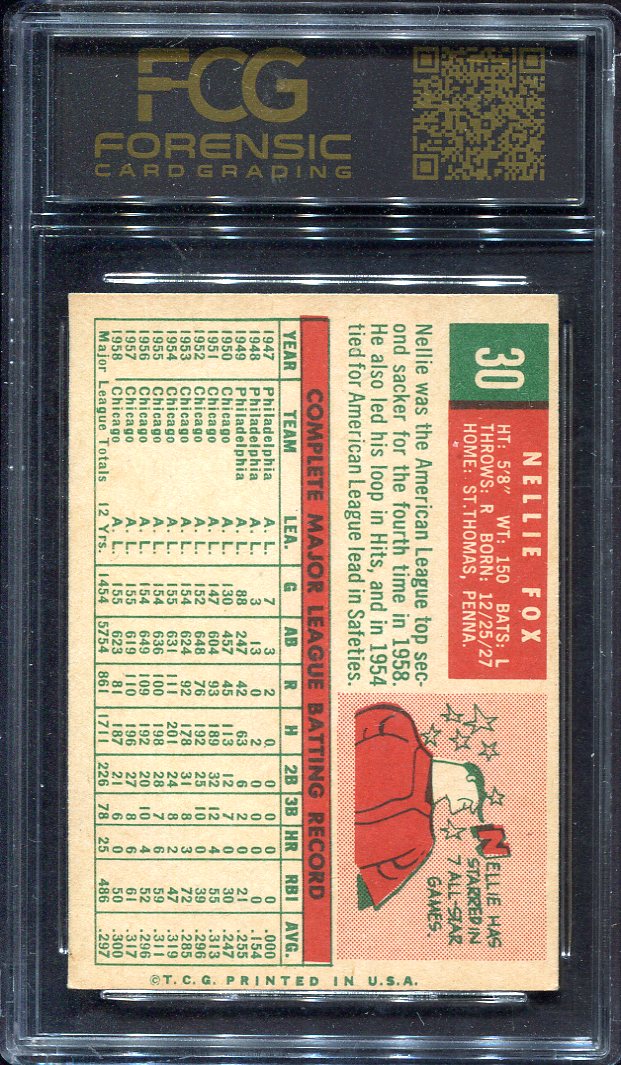 FCG
FORENSIC
CARD GRADING
30
NELLIE FOX
HT: 5'8" WT: 150 BATS: L
THROWS: R BORN: 12/25/27
HOME: ST. THOMAS, PENNA.
Nellie was the American League top sec-
ond sacker for the fourth time in 1958.
He also led his loop in Hits, and in 1954
tied for American League lead in Safeties.
N
NELLIE HAS
STARRED IN
7 ALL-STAR
GAMES.
COMPLETE MAJOR LEAGUE BATTING RECORD
YEAR TEAM LEA. G AB R H 2B 3B HR RBI AVG.
1947 Philadelphia A. L. 7 3 2 0 0 0 0 0 .000
1948 Philadelphia A. L. 3 13 0 2 0 0 0 0 .154
1949 Philadelphia A. L. 88 247 42 63 6 2 0 21 .255
1950 Chicago A. L. 130 457 45 113 12 7 0 30 .247
1951 Chicago A. L. 147 604 93 189 32 12 4 55 .313
1952 Chicago A. L. 152 648 76 192 25 10 0 39 .296
1953 Chicago A. L. 154 624 92 178 31 8 3 72 .285
1954 Chicago A. L. 155 631 111 201 24 8 2 47 .319
1955 Chicago A. L. 154 636 100 198 28 7 6 59 .311
1956 Chicago A. L. 154 649 109 192 20 10 4 52 .296
1957 Chicago A. L. 155 619 110 196 27 8 6 61 .317
1958 Chicago A. L. 155 623 81 187 21 6 0 50 .300
Major League Totals 12 Yrs. 1454 5754 861 1711 226 78 25 486 .297
©T.C.G. PRINTED IN U.S.A.